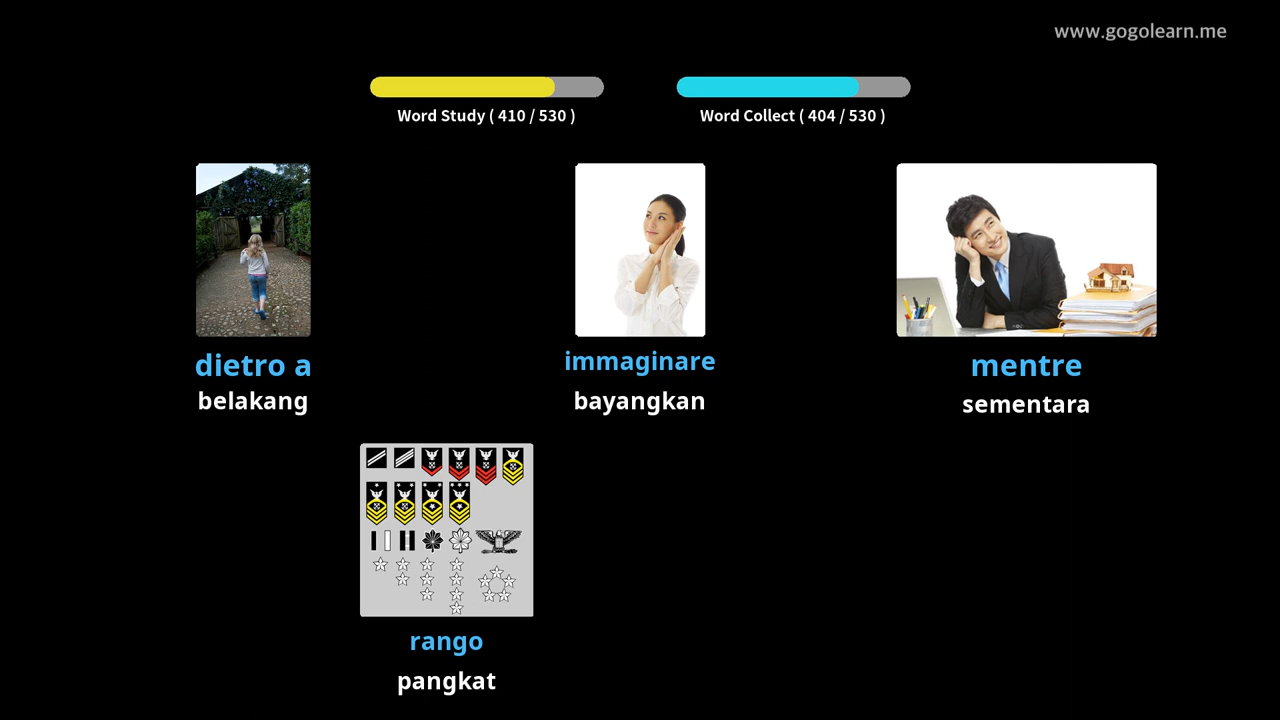 www.gogolearn.me
Word Study ( 410 / 530 )
Word Collect ( 404 / 530 )
dietro a
belakang
immaginare
bayangkan
mentre
sementara
rango
pangkat